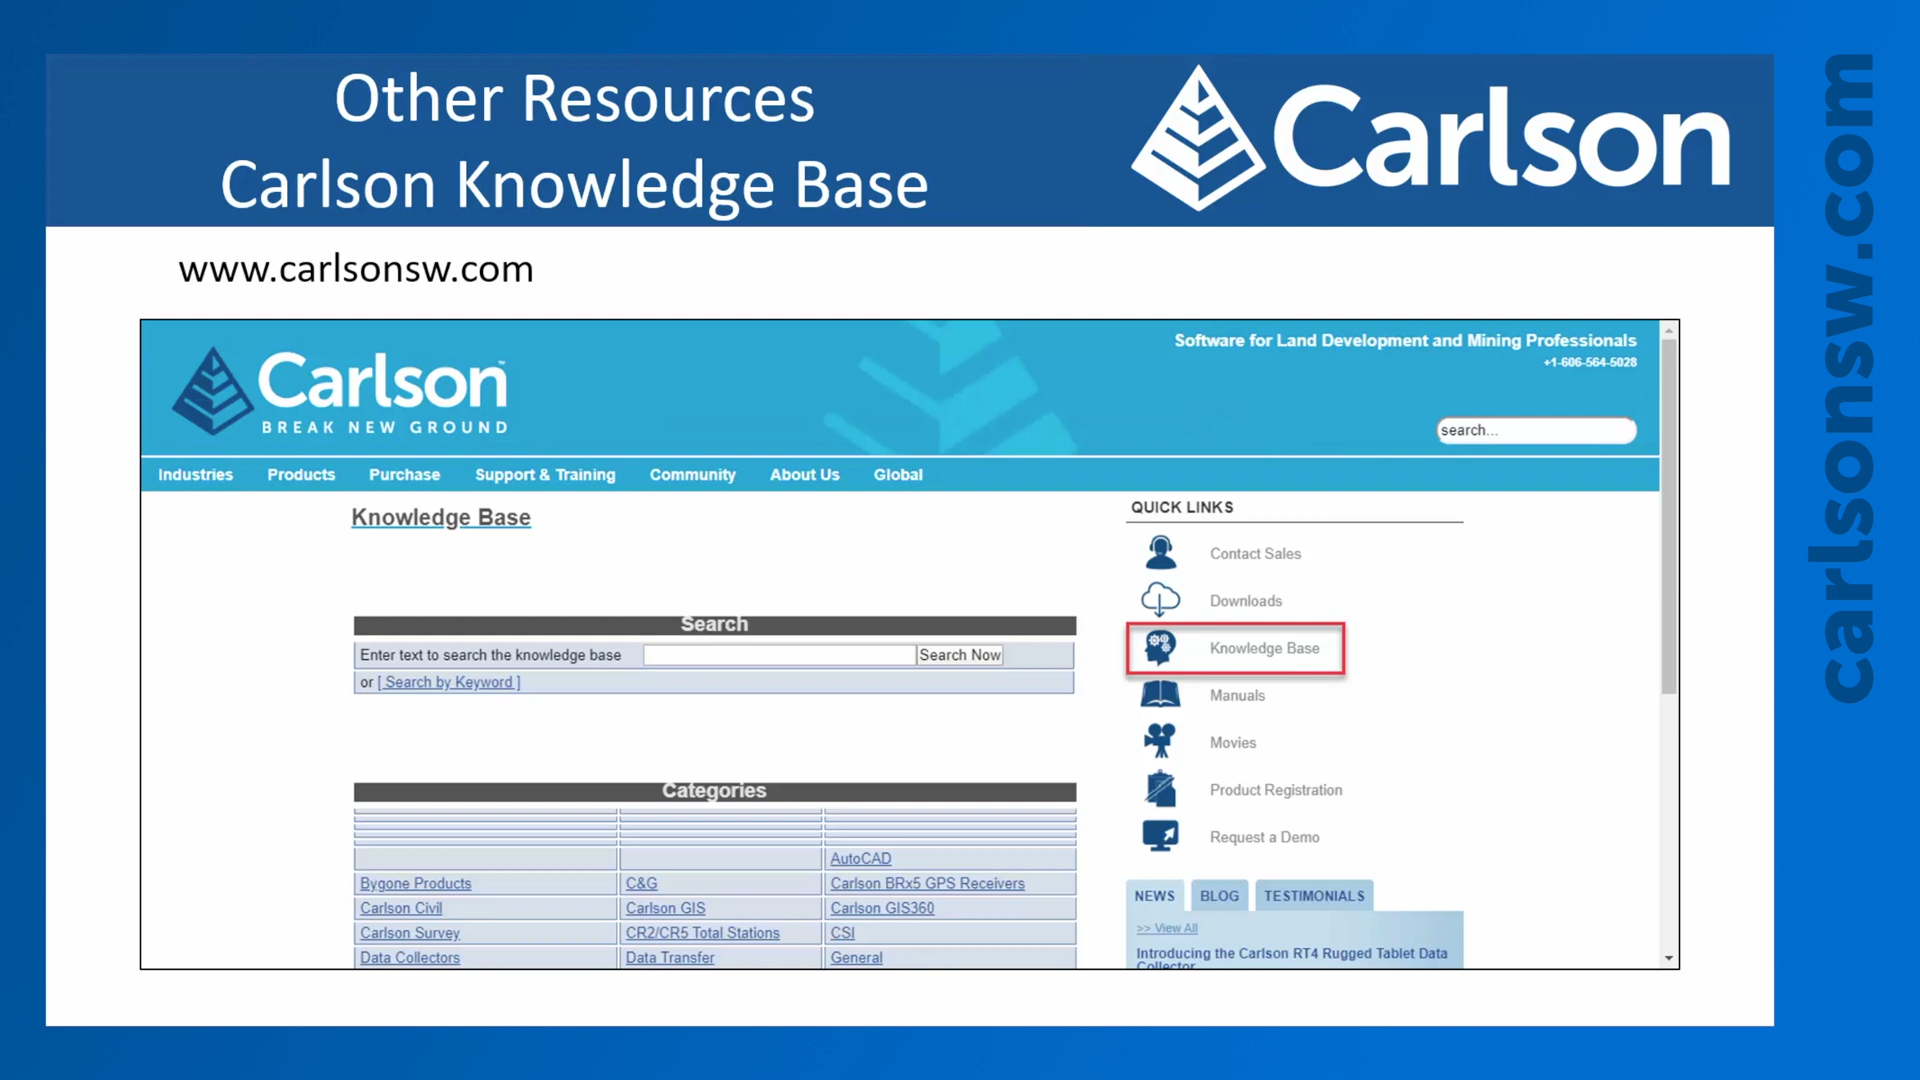 Other Resources
Carlson Knowledge Base
Carlson
carlsonsw.com
www.carlsonsw.com
Carlson™
BREAK NEW GROUND
Software for Land Development and Mining Professionals
+1-606-564-5028
search...
Industries Products Purchase Support & Training Community About Us Global
Knowledge Base
Search
Enter text to search the knowledge base Search Now
or [ Search by Keyword ]
Categories
AutoCAD
Bygone Products C&G Carlson BRx5 GPS Receivers
Carlson Civil Carlson GIS Carlson GIS360
Carlson Survey CR2/CR5 Total Stations CSI
Data Collectors Data Transfer General
QUICK LINKS
Contact Sales
Downloads
Knowledge Base
Manuals
Movies
Product Registration
Request a Demo
NEWS BLOG TESTIMONIALS
>> View All
Introducing the Carlson RT4 Rugged Tablet Data
Collector